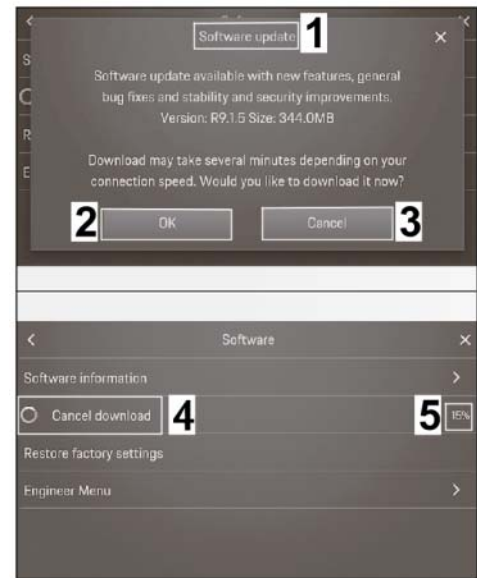 Software update 1
Software update available with new features, general
bug fixes and stability and security improvements.
Version: R9.1.5 Size: 344.0MB
Download may take several minutes depending on your
connection speed. Would you like to download it now?
2 OK Cancel 3
Software
Software information
Cancel download 4 5 15%
Restore factory settings
Engineer Menu